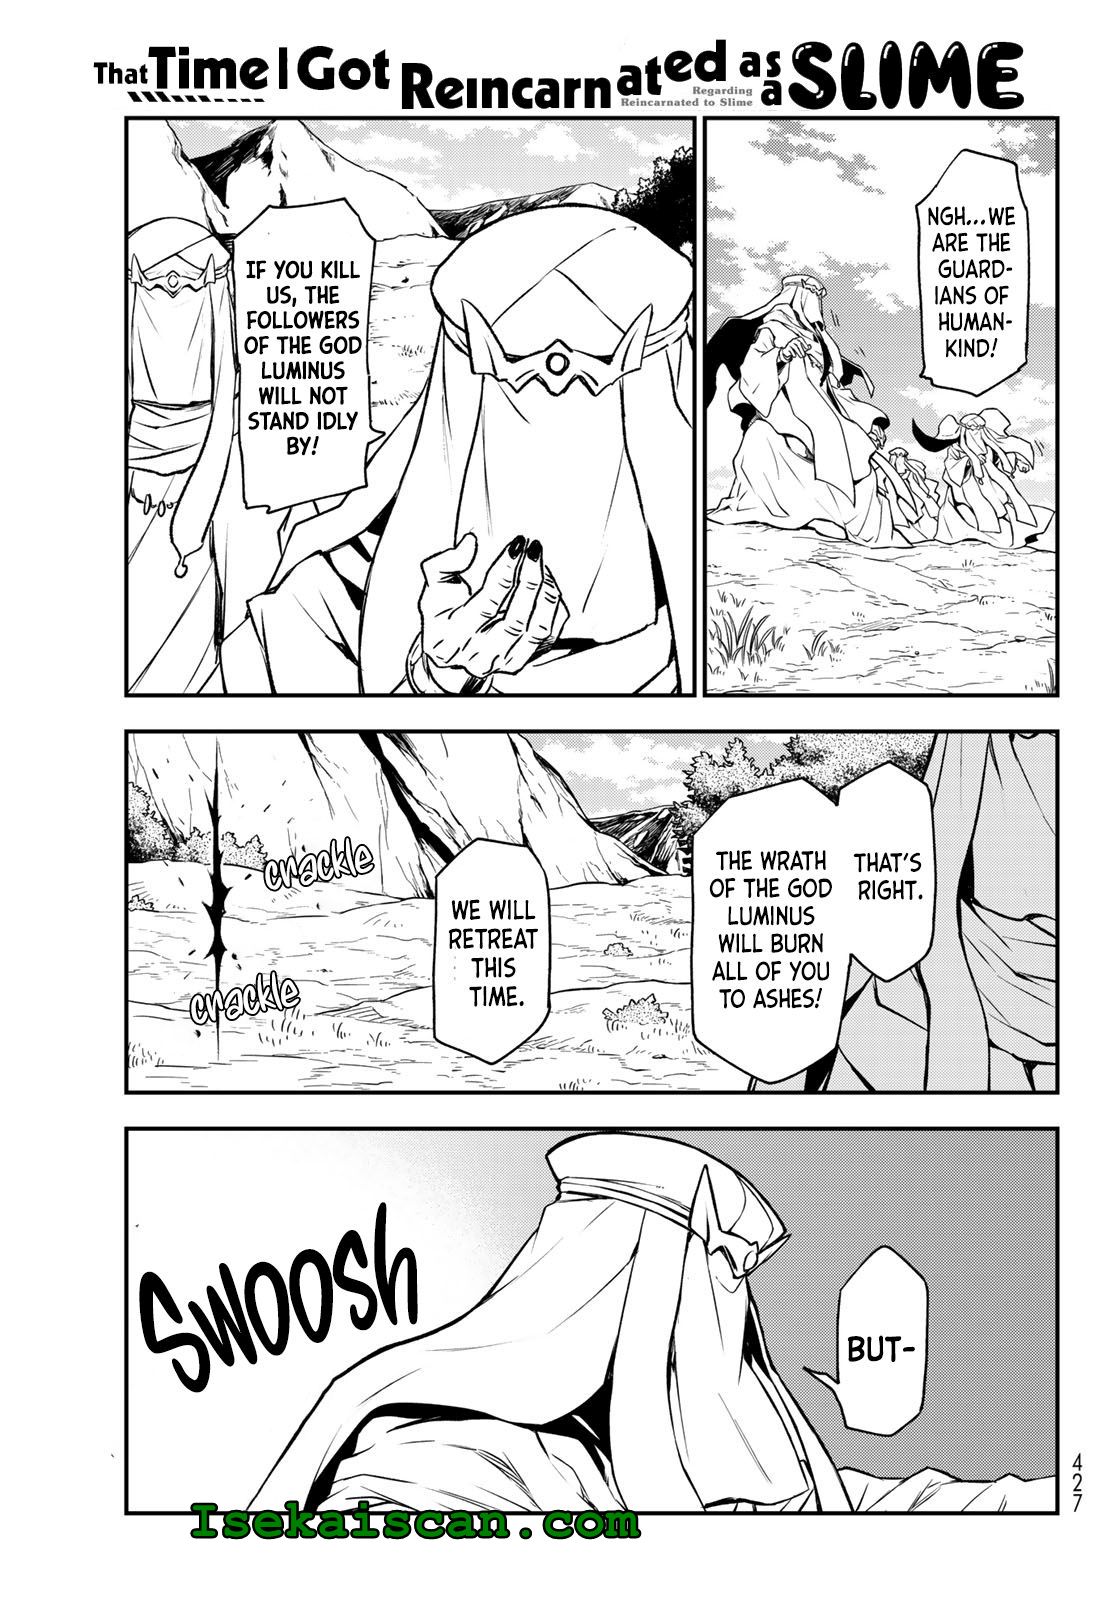 That Time I Got Reincarnated as a SLIME
Regarding
Reincarnated to Slime
NGH...WE
ARE THE
GUARD-
IANS OF
HUMAN-
KIND!
IF YOU KILL
US, THE
FOLLOWERS
OF THE GOD
LUMINUS
WILL NOT
STAND IDLY
BY!
THAT'S
RIGHT.
THE WRATH
OF THE GOD
LUMINUS
WILL BURN
ALL OF YOU
TO ASHES!
WE WILL
RETREAT
THIS
TIME.
crackle
crackle
BUT-
SWOOSH
427
Isekaiscan.com